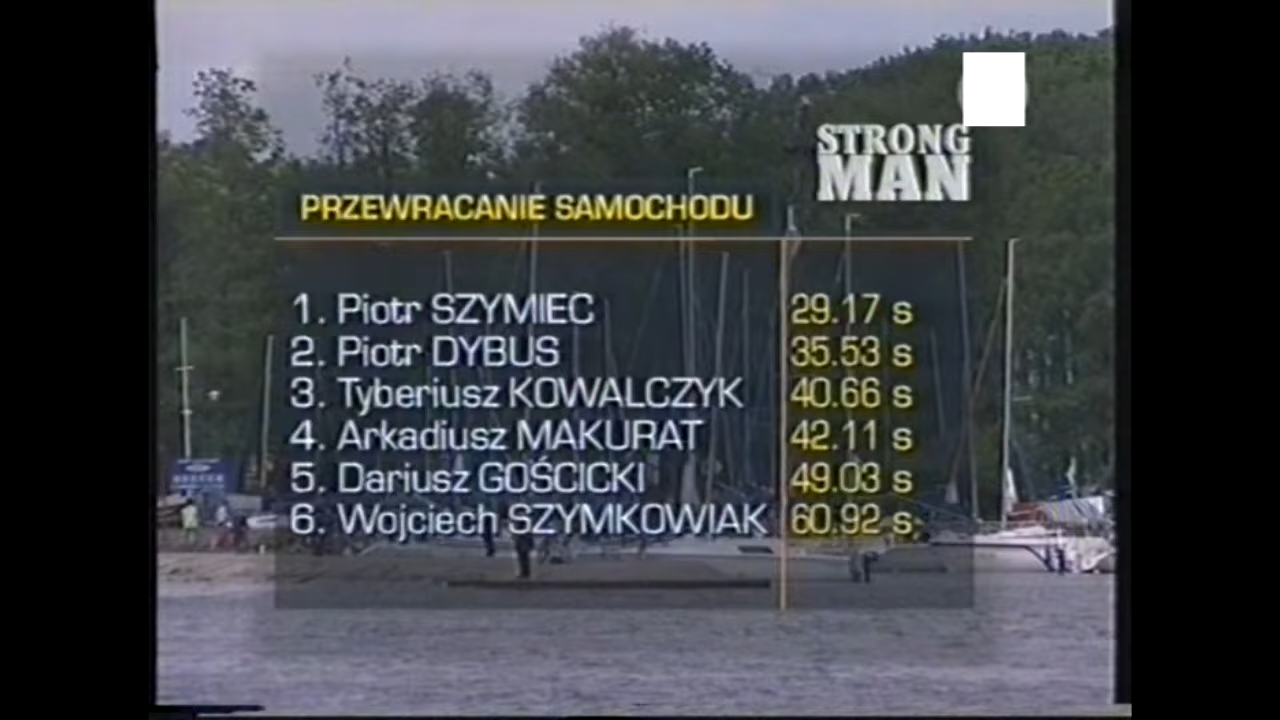 STRONG
MAN
PRZEWRACANIE SAMOCHODU
1. Piotr SZYMIEC 29.17 s
2. Piotr DYBUS 35.53 s
3. Tyberiusz KOWALCZYK 40.66 s
4. Arkadiusz MAKURAT 42.11 s
5. Dariusz GOŚCICKI 49.03 s
6. Wojciech SZYMKOWIAK 60.92 s